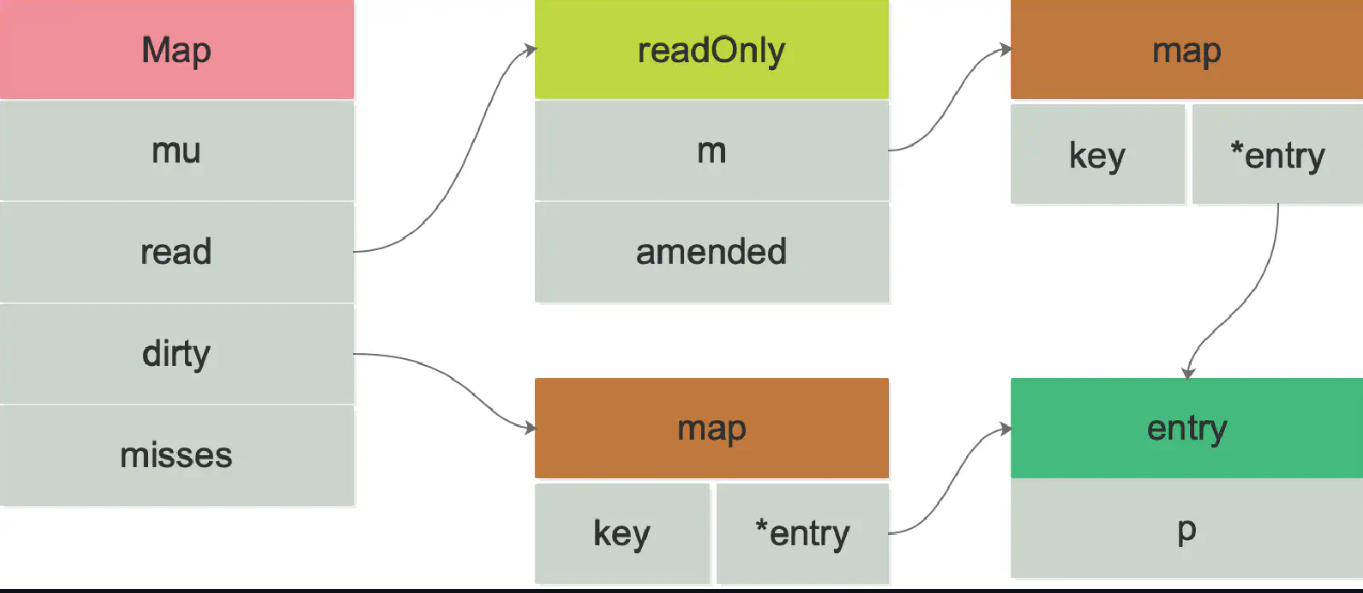 Map
mu
read
dirty
misses
readOnly
m
amended
map
key *entry
map
key *entry
entry
p